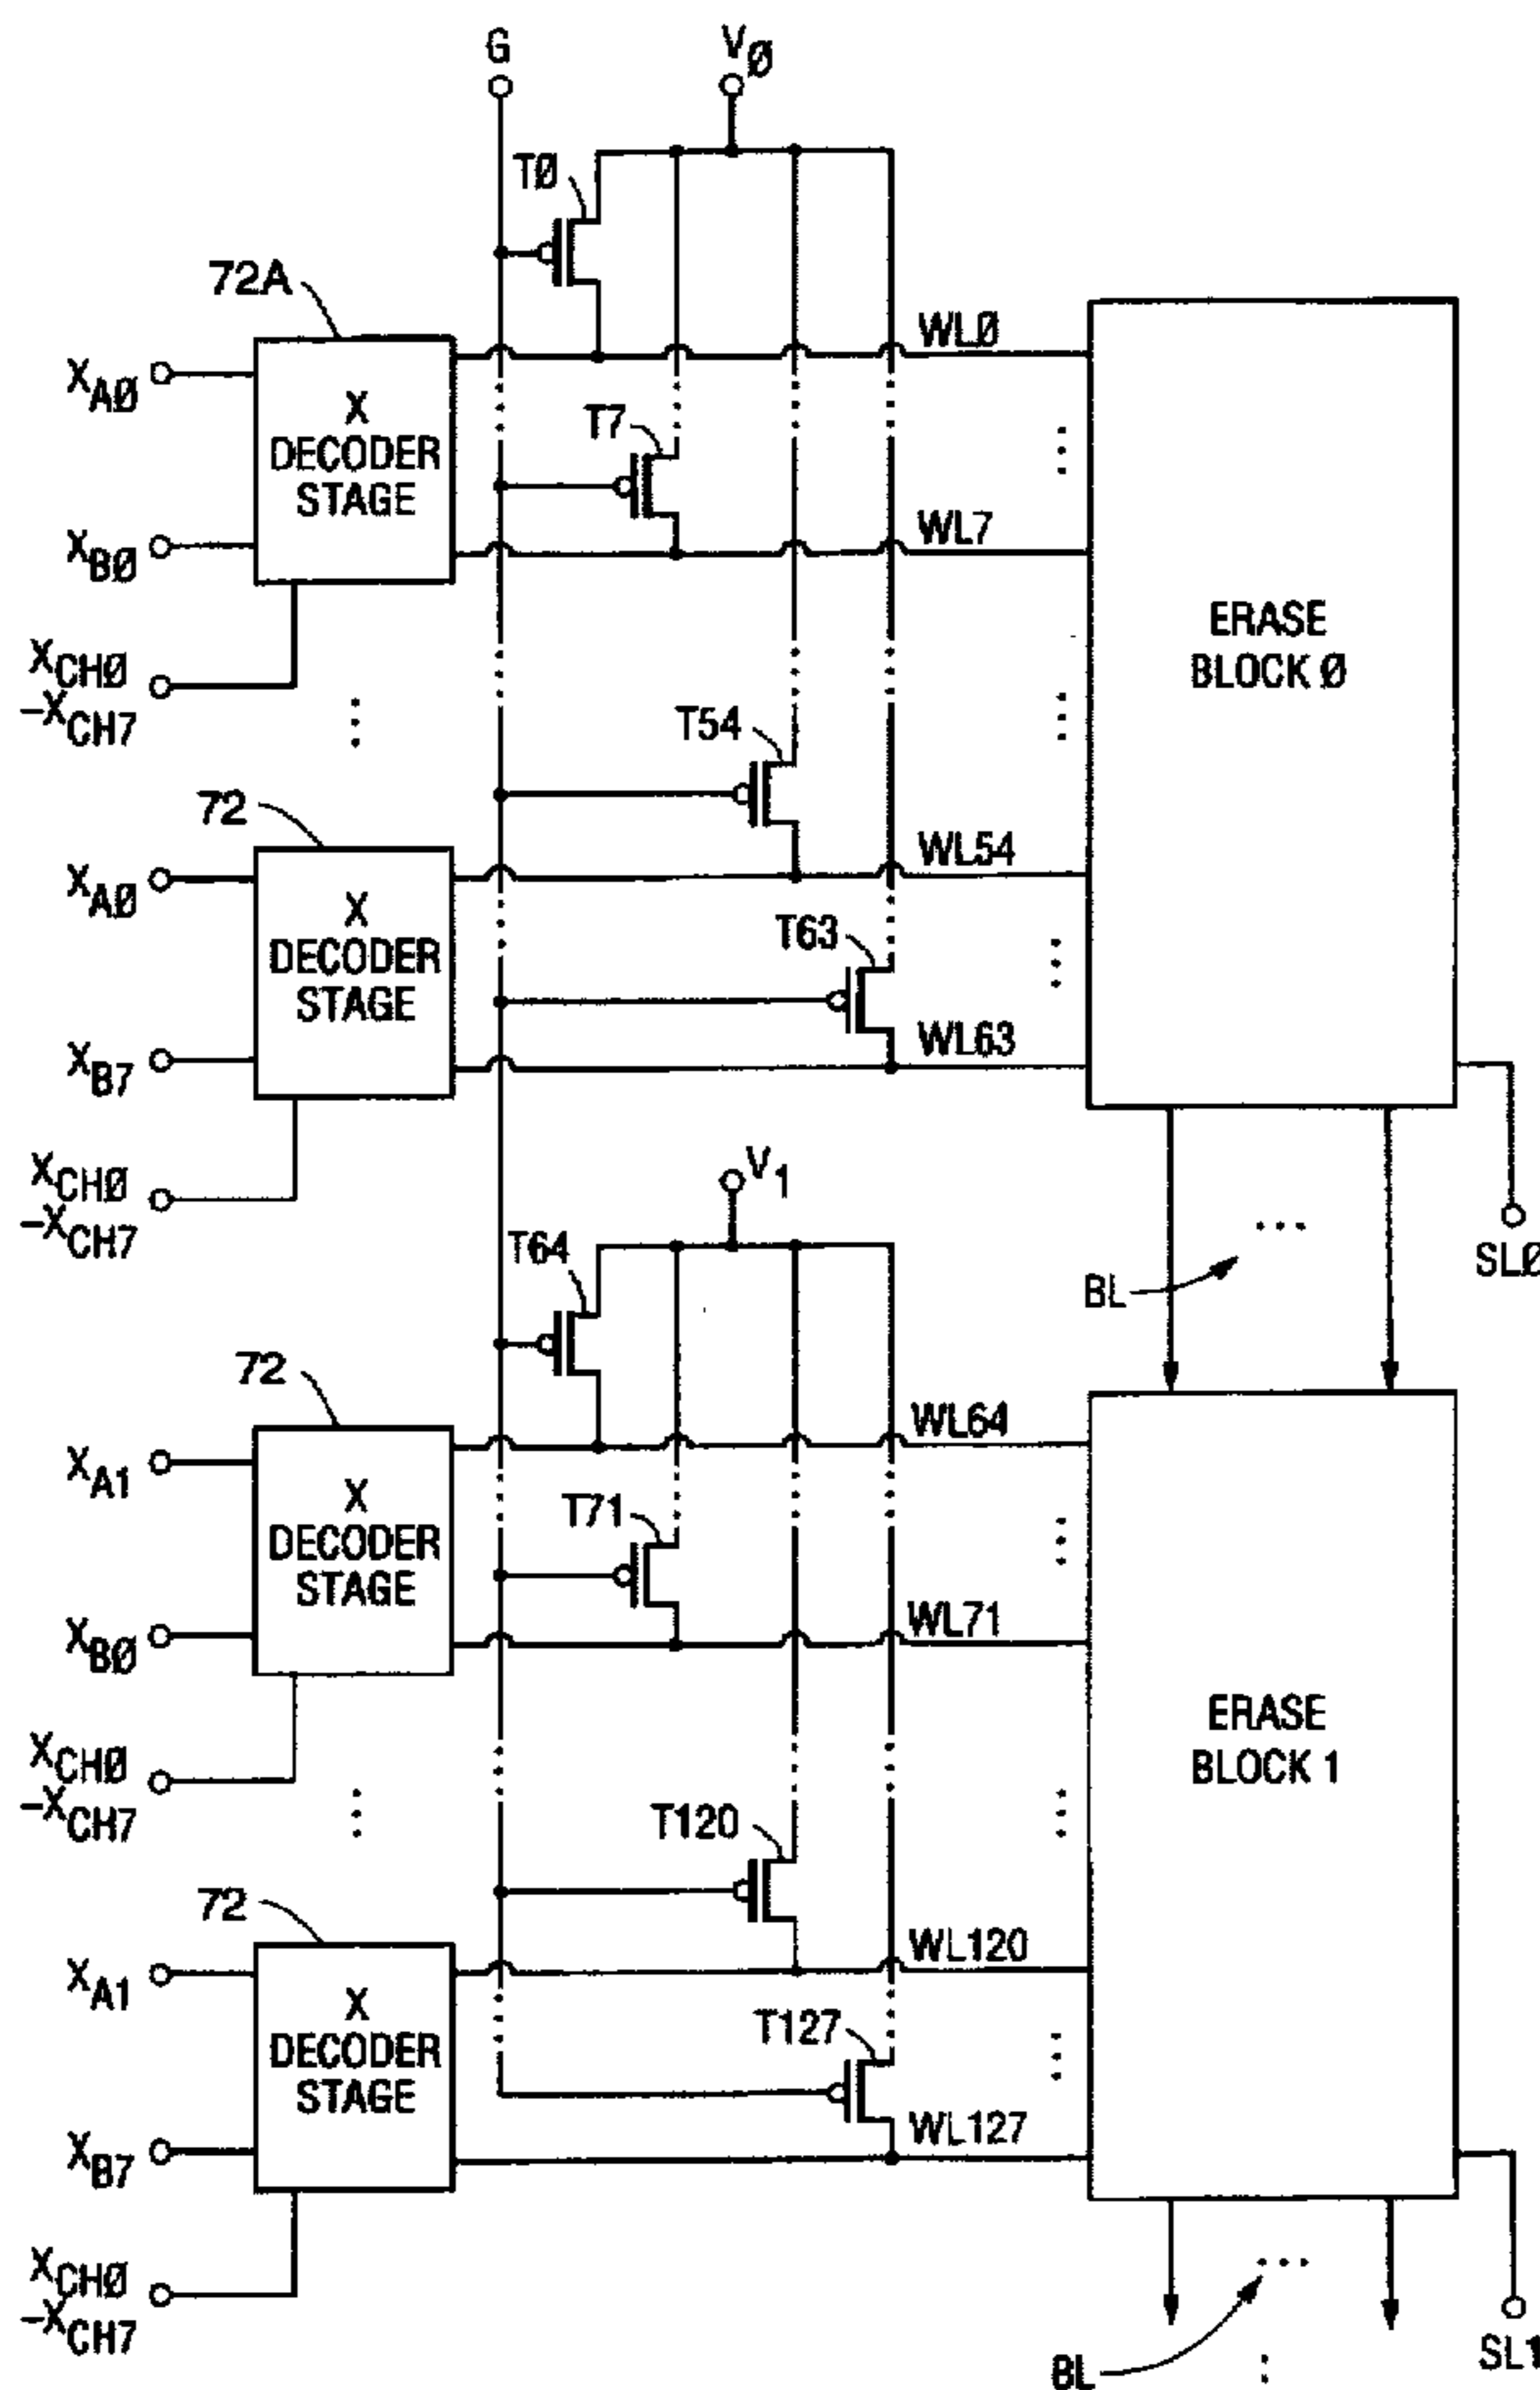 G
VØ
TØ
72A
XAØ
X
DECODER
STAGE
XBØ
XCHØ
-XCH7
WLØ
T7
WL7
ERASE
BLOCK Ø
T54
72
XAØ
X
DECODER
STAGE
WL54
T63
XB7
WL63
XCHØ
-XCH7
V1
T64
BL
SLØ
72
XA1
X
DECODER
STAGE
XB0
WL64
T71
WL71
XCHØ
-XCH7
ERASE
BLOCK 1
T120
72
XA1
X
DECODER
STAGE
WL120
T127
XB7
WL127
XCHØ
-XCH7
BL
SL1